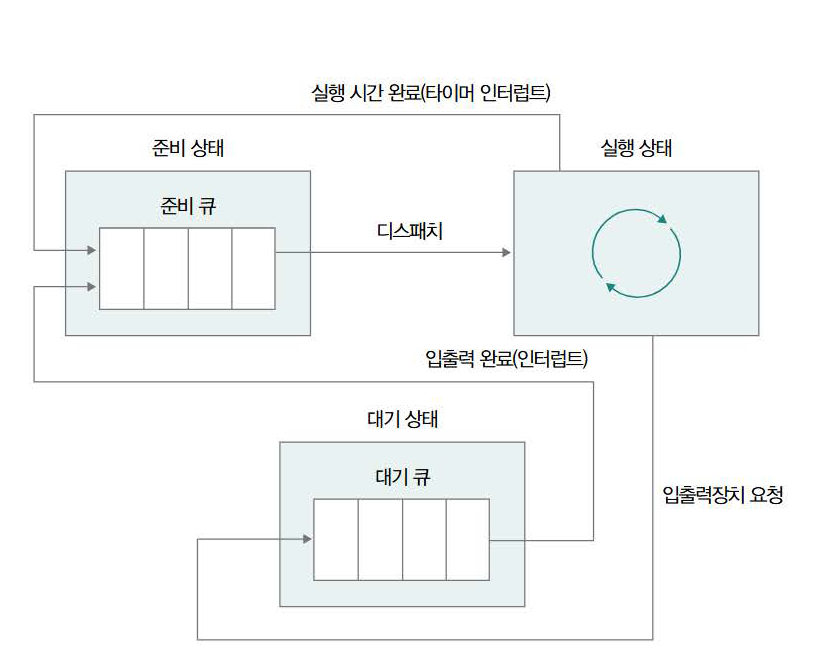 실행 시간 완료(타이머 인터럽트)
준비 상태
실행 상태
준비 큐
디스패치
입출력 완료(인터럽트)
대기 상태
대기 큐
입출력장치 요청